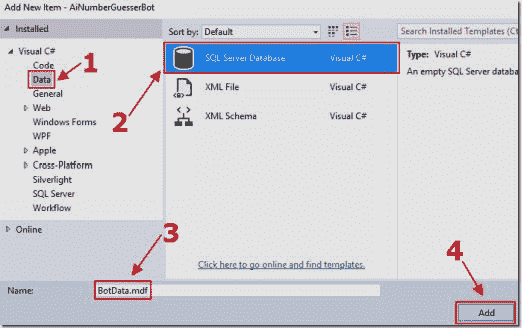 Add New Item - AiNumberGuesserBot
Installed
Sort by: Default
Search Installed Templates (C
Visual C#
Code
Data
General
Web
Windows Forms
WPF
Apple
Cross-Platform
Silverlight
SQL Server
Workflow
Online
1
2
SQL Server Database Visual C#
XML File Visual C#
XML Schema Visual C#
Type: Visual C#
An empty SQL Server databa
3
Click here to go online and find templates.
4
Name: BotData.mdf
Add